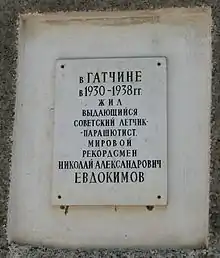 В ГАТЧИНЕ
в 1930-1938 гг.
ЖИЛ
ВЫДАЮЩИЙСЯ
СОВЕТСКИЙ ЛЕТЧИК-
-ПАРАШЮТИСТ.
МИРОВОЙ
РЕКОРДСМЕН
НИКОЛАЙ АЛЕКСАНДРОВИЧ
ЕВДОКИМОВ